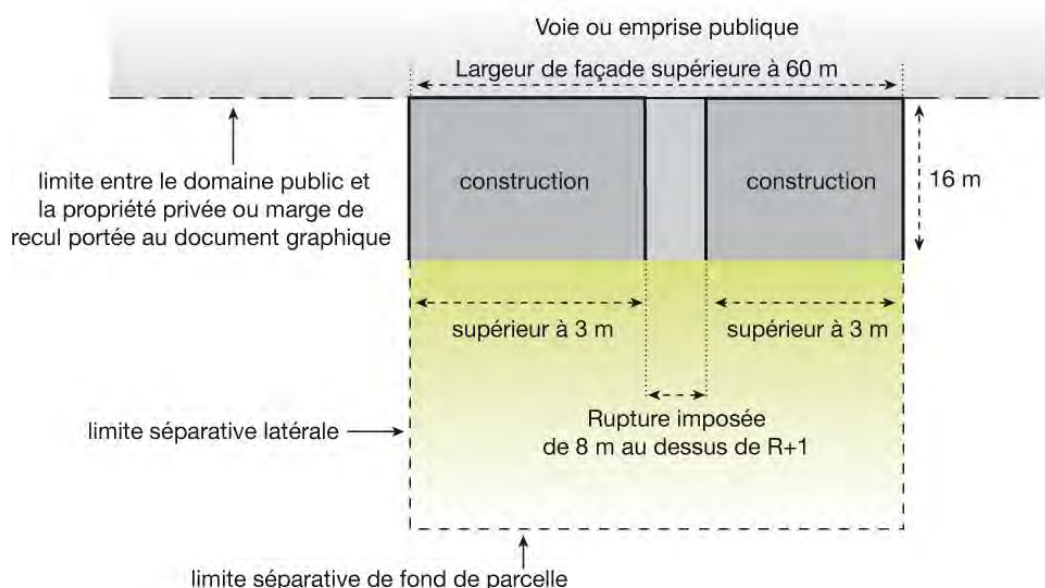 Voie ou emprise publique
Largeur de façade supérieure à 60 m
limite entre le domaine public et
la propriété privée ou marge de
recul portée au document graphique
construction
construction
16 m
supérieur à 3 m
supérieur à 3 m
Rupture imposée
de 8 m au dessus de R+1
limite séparative latérale
limite séparative de fond de parcelle